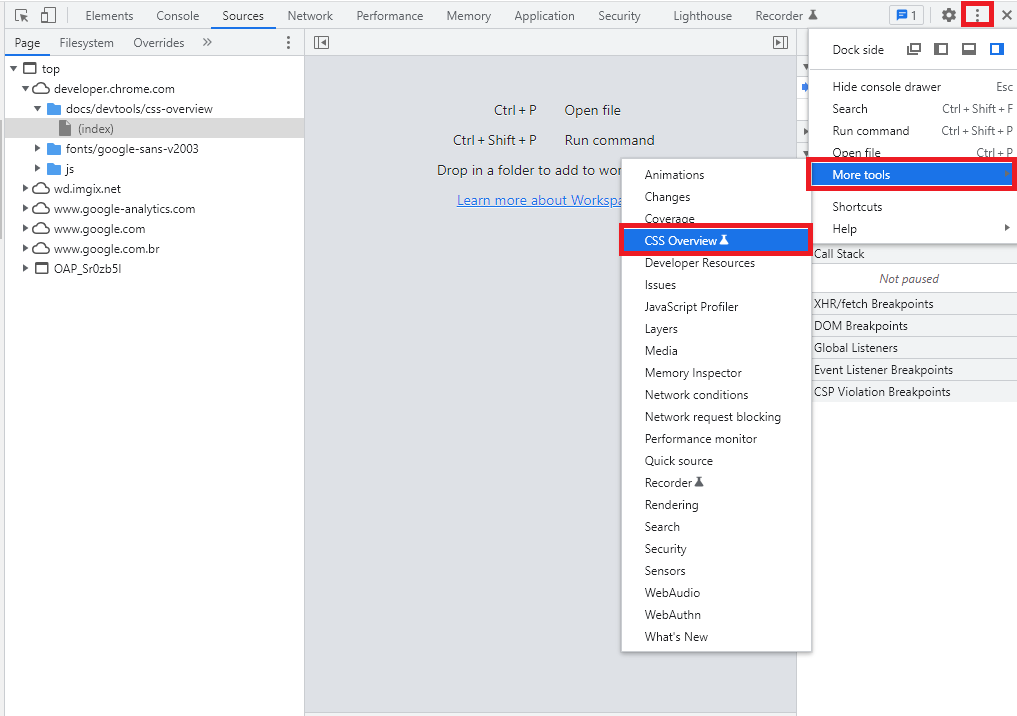 Elements Console Sources Network Performance Memory Application Security Lighthouse Recorder 1
Page Filesystem Overrides
top
developer.chrome.com
docs/devtools/css-overview
(index)
fonts/google-sans-v2003
js
wd.imgix.net
www.google-analytics.com
www.google.com
www.google.com.br
OAP_Sr0zb5I
Ctrl + P Open file
Ctrl + Shift + P Run command
Drop in a folder to add to
Learn more about
Dock side
Hide console drawer Esc
Search Ctrl + Shift + F
Run command Ctrl + Shift + P
Open file Ctrl + P
More tools
Shortcuts
Help
Animations
Changes
Coverage
CSS Overview
Developer Resources
Issues
JavaScript Profiler
Layers
Media
Memory Inspector
Network conditions
Network request blocking
Performance monitor
Quick source
Recorder
Rendering
Search
Security
Sensors
WebAudio
WebAuthn
What's New
Call Stack
Not paused
XHR/fetch Breakpoints
DOM Breakpoints
Global Listeners
Event Listener Breakpoints
CSP Violation Breakpoints